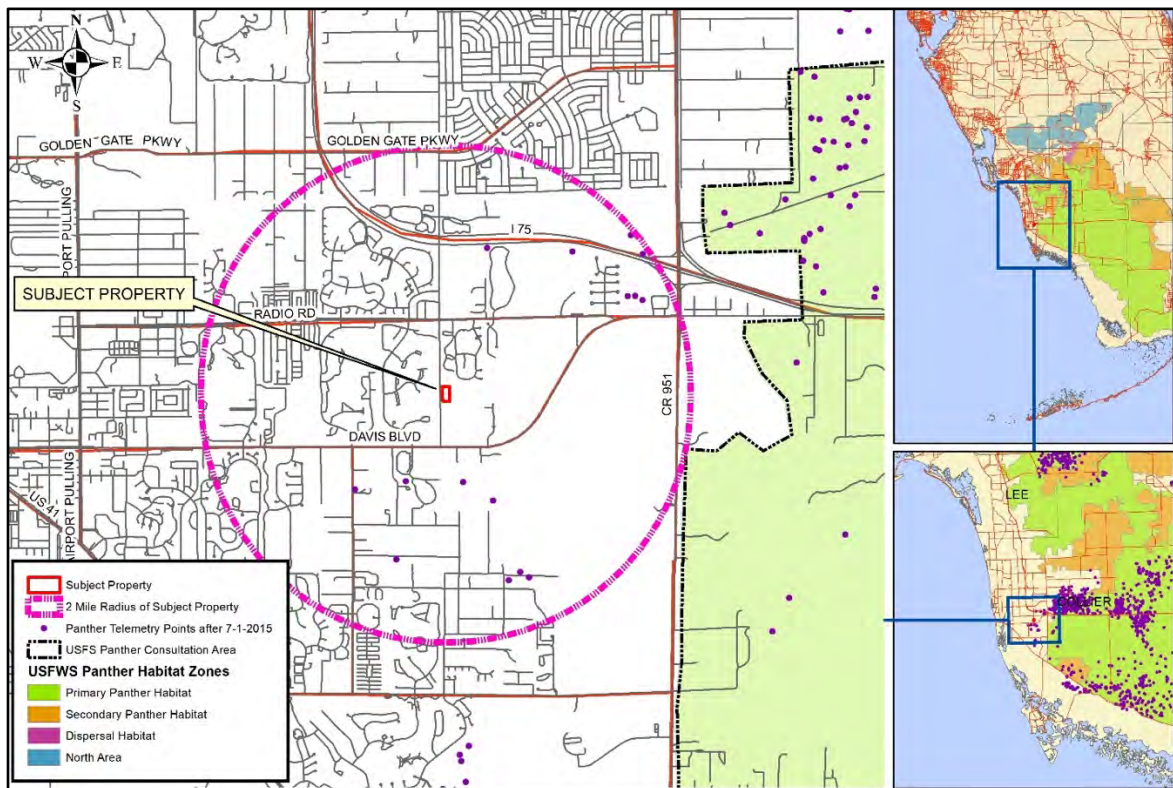 N
W E
S
GOLDEN GATE PKWY
GOLDEN GATE PKWY
PORT PULLING
I 75
SUBJECT PROPERTY
RADIO RD
CR 951
DAVIS BLVD
US 41
AIRPORT PULLING
Subject Property
2 Mile Radius of Subject Property
Panther Telemetry Points after 7-1-2015
USFS Panther Consultation Area
USFWS Panther Habitat Zones
Primary Panther Habitat
Secondary Panther Habitat
Dispersal Habitat
North Area
LEE
COLLIER